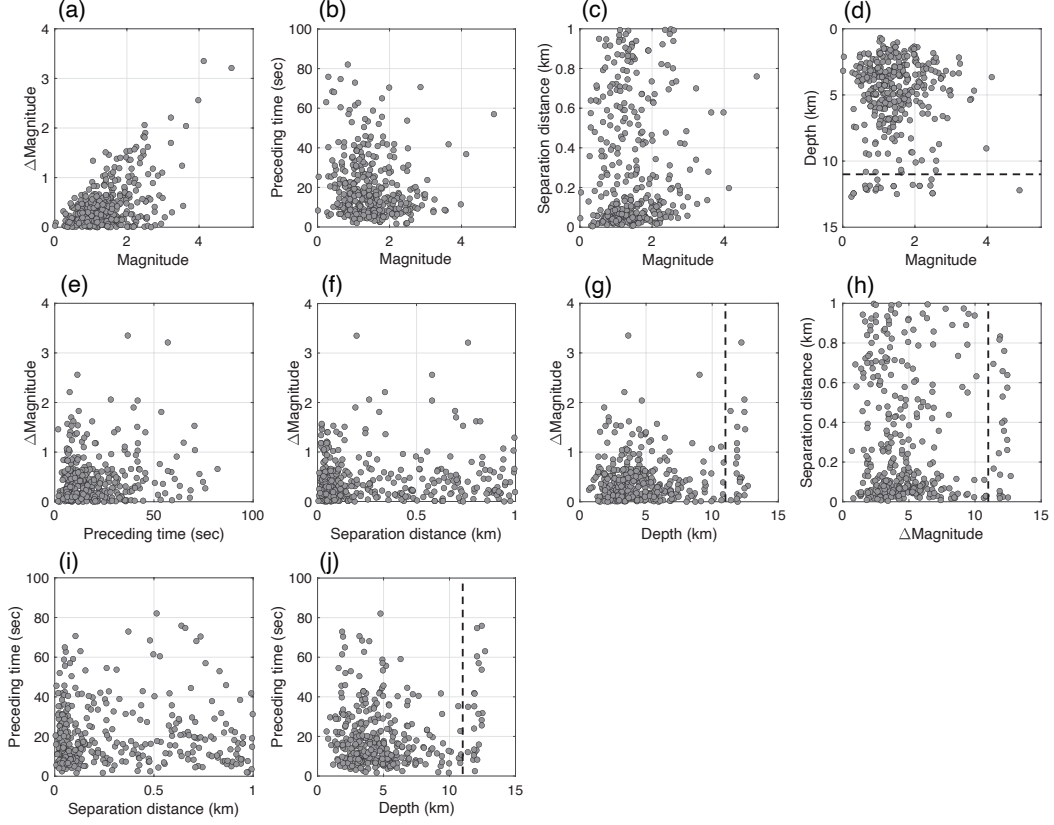 (a)
4
3
2
1
0
0
2
4
ΔMagnitude
Magnitude
(b)
100
80
60
40
20
0
0
2
4
Preceding time (sec)
Magnitude
(c)
1
0.8
0.6
0.4
0.2
0
0
2
4
Separation distance (km)
Magnitude
(d)
0
5
10
15
0
2
4
Depth (km)
Magnitude
(e)
4
3
2
1
0
0
50
100
ΔMagnitude
Preceding time (sec)
(f)
4
3
2
1
0
0
0.5
1
ΔMagnitude
Separation distance (km)
(g)
4
3
2
1
0
0
5
10
15
ΔMagnitude
Depth (km)
(h)
1
0.8
0.6
0.4
0.2
0
0
5
10
15
Separation distance (km)
ΔMagnitude
(i)
100
80
60
40
20
0
0
0.5
1
Preceding time (sec)
Separation distance (km)
(j)
100
80
60
40
20
0
0
5
10
15
Preceding time (sec)
Depth (km)